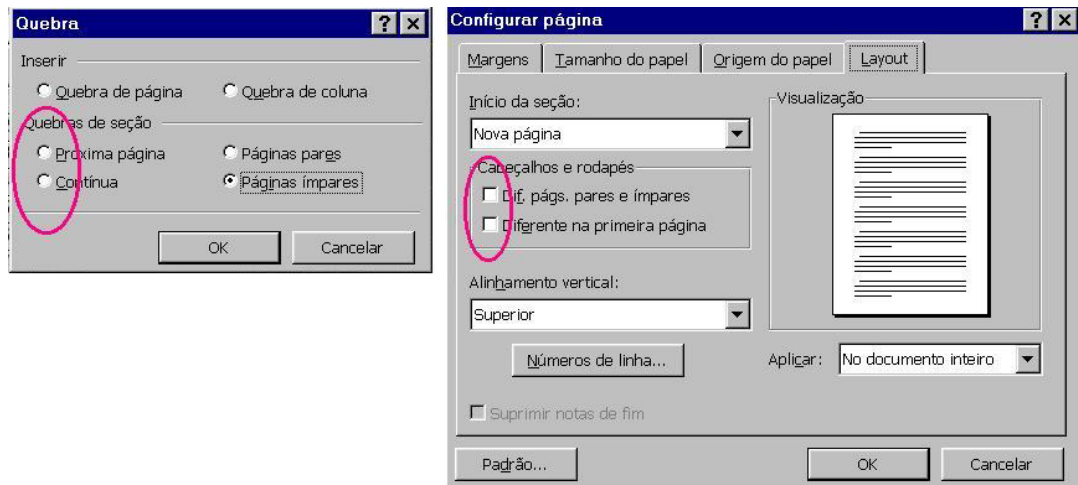 Quebra
Inserir
Quebra de página
Quebra de coluna
Quebras de seção
Próxima página
Páginas pares
Contínua
Páginas ímpares
OK
Cancelar
Configurar página
Margens
Tamanho do papel
Origem do papel
Layout
Início da seção:
Nova página
Cabeçalhos e rodapés
Dif. págs. pares e ímpares
Diferente na primeira página
Alinhamento vertical:
Superior
Números de linha...
Visualização
Aplicar:
No documento inteiro
Suprimir notas de fim
Padrão...
OK
Cancelar